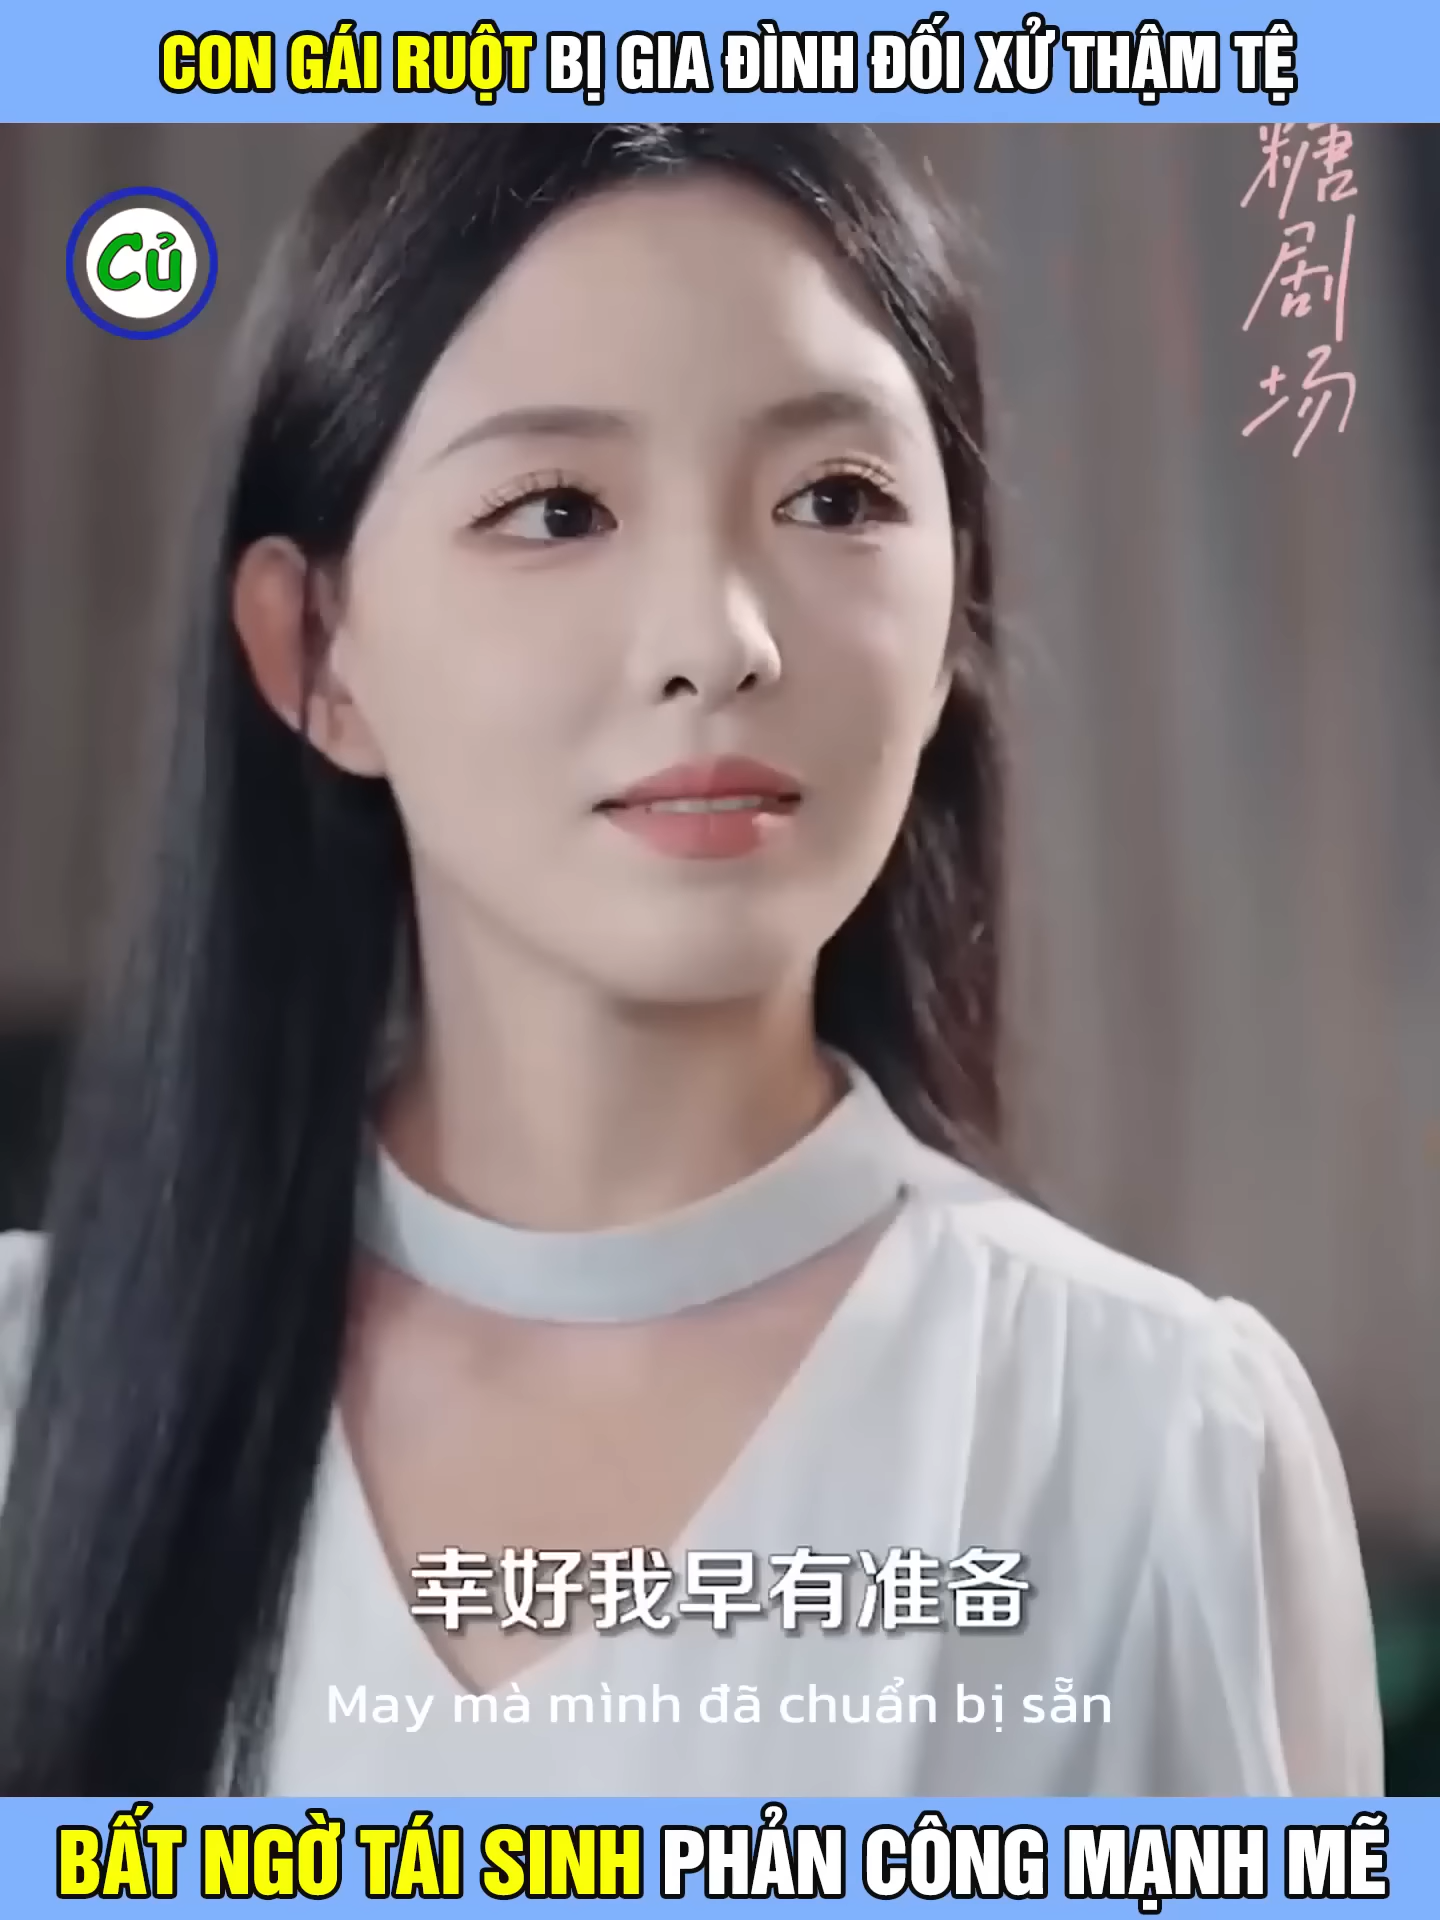 CON GÁI RUỘT BỊ GIA ĐÌNH ĐỐI XỬ THẬM TỆ
Củ
糖
剧
场
幸好我早有准备
May mà mình đã chuẩn bị sẵn
BẤT NGỜ TÁI SINH PHẢN CÔNG MẠNH MẼ